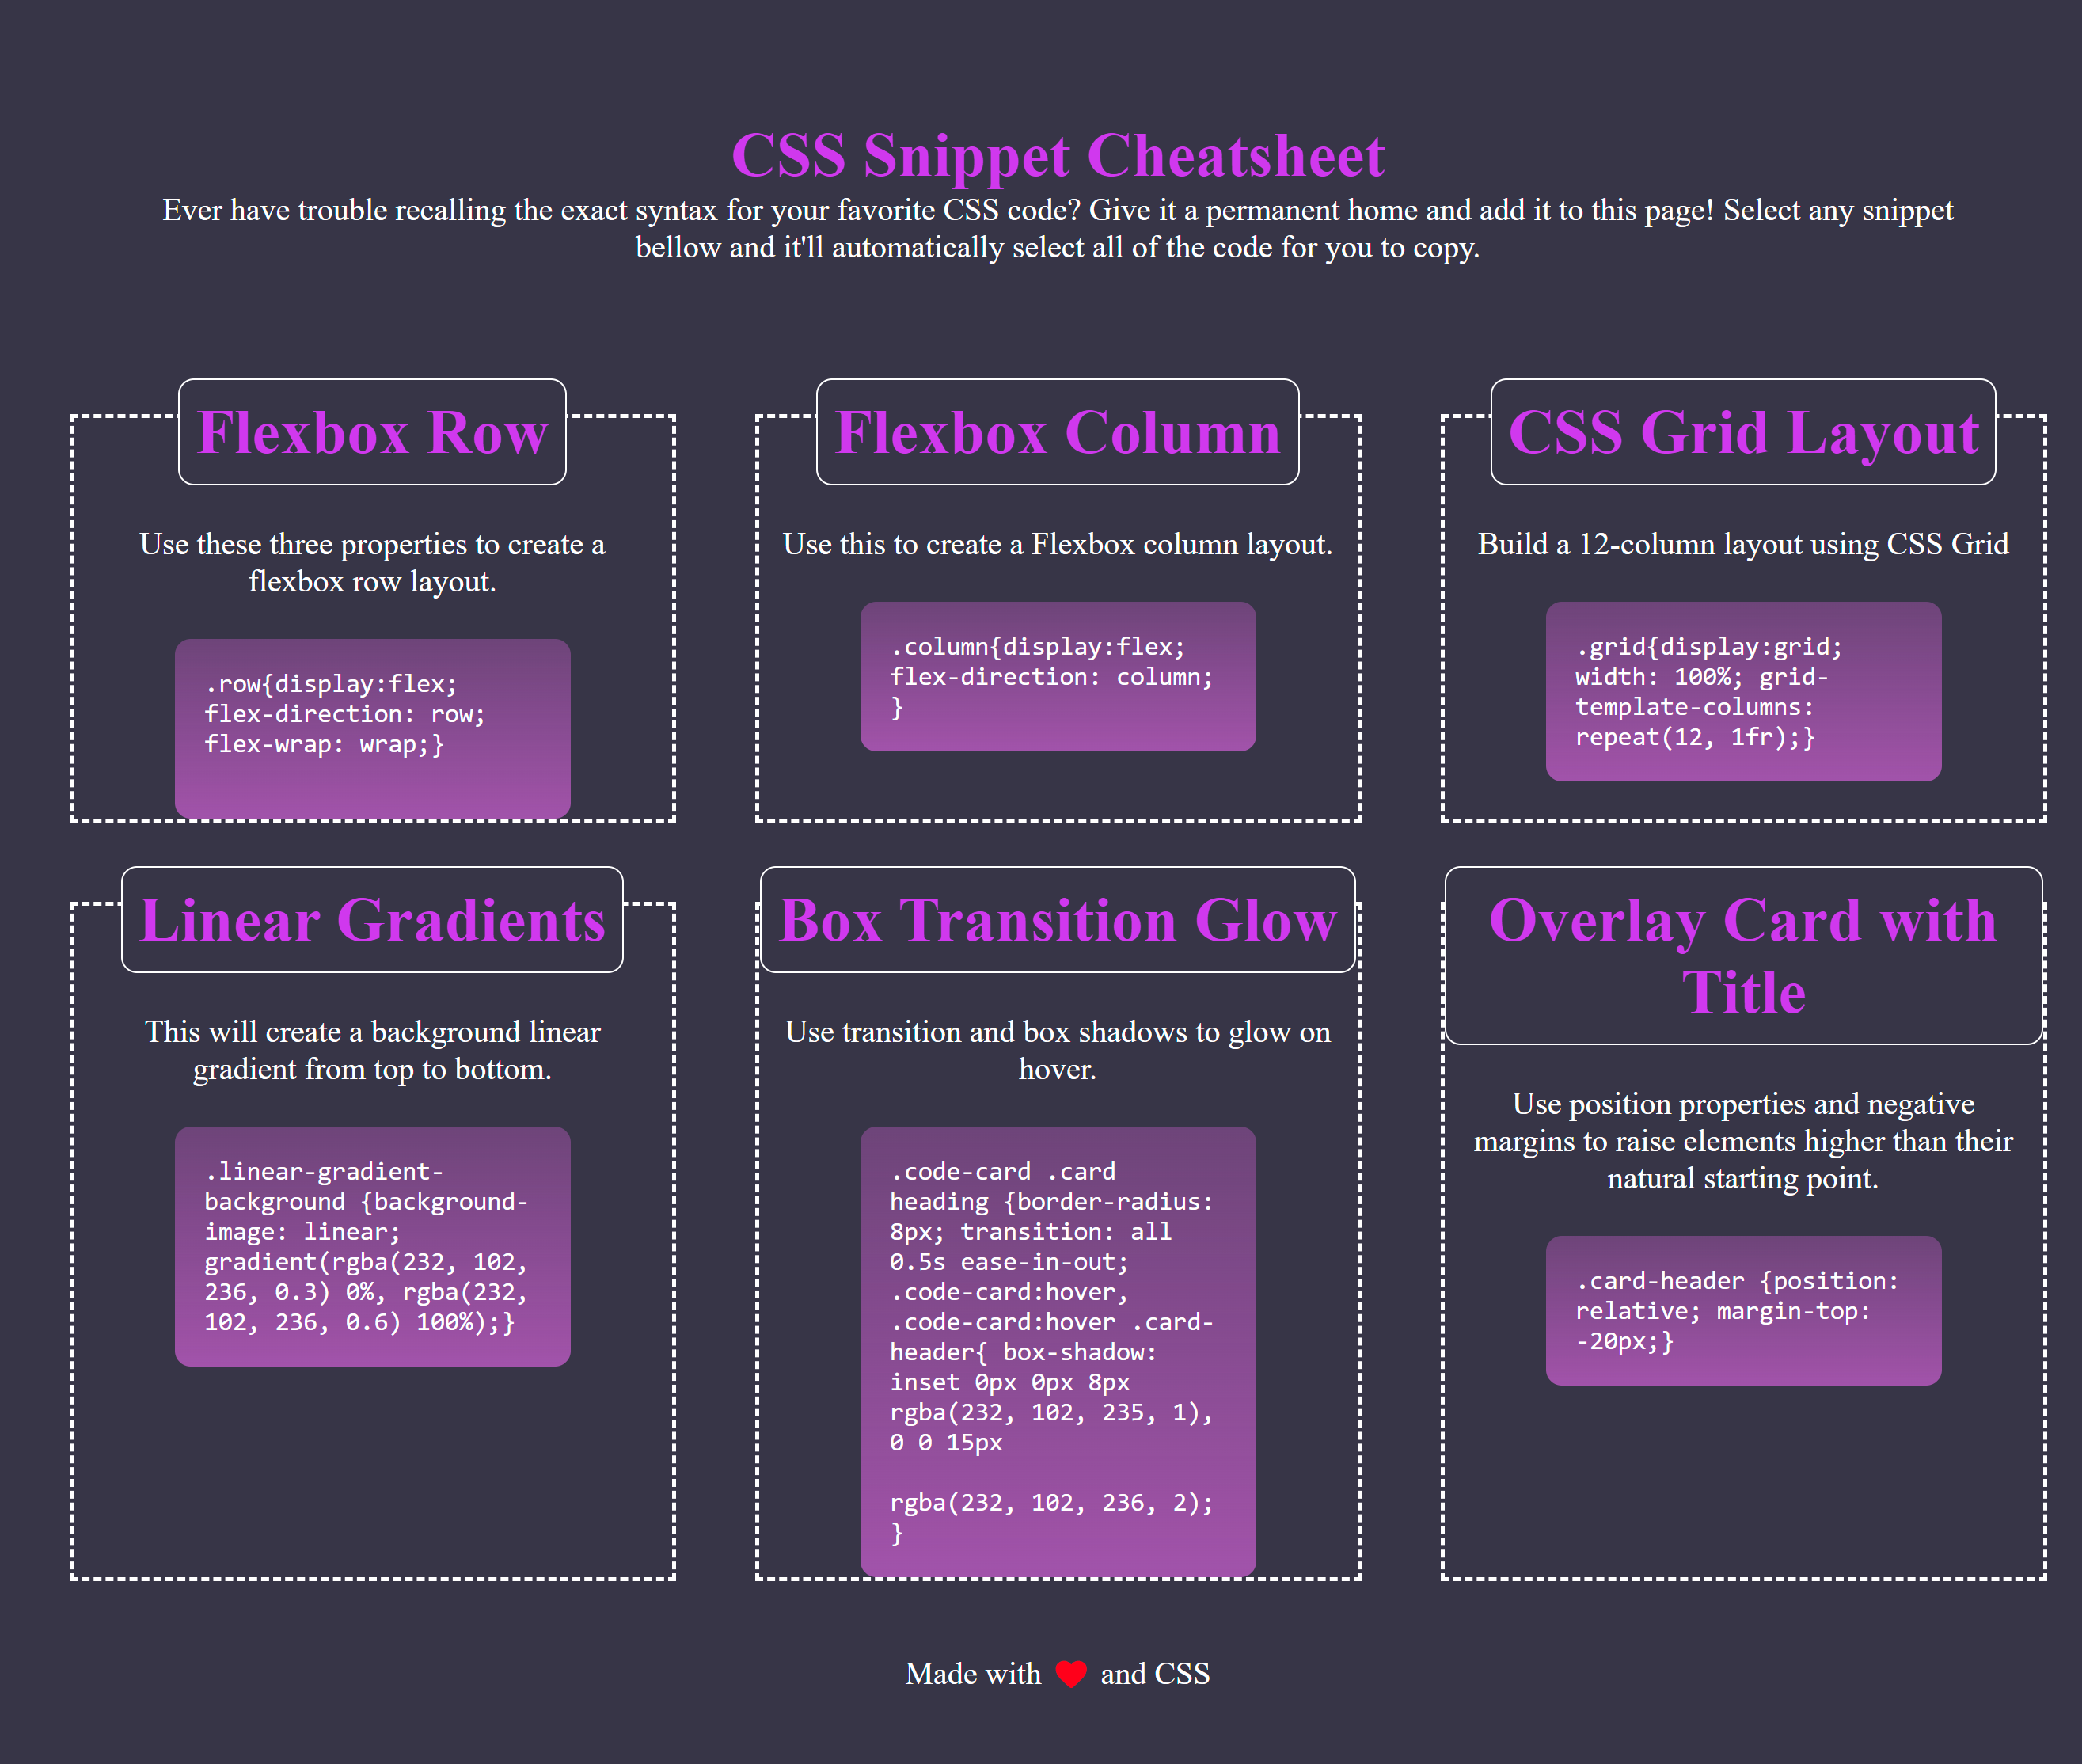 CSS Snippet Cheatsheet
Ever have trouble recalling the exact syntax for your favorite CSS code? Give it a permanent home and add it to this page! Select any snippet
bellow and it'll automatically select all of the code for you to copy.
Flexbox Row
Use these three properties to create a
flexbox row layout.
.row{display:flex;
flex-direction: row;
flex-wrap: wrap;}
Flexbox Column
Use this to create a Flexbox column layout.
.column{display:flex;
flex-direction: column;
}
CSS Grid Layout
Build a 12-column layout using CSS Grid
.grid{display:grid;
width: 100%; grid-
template-columns:
repeat(12, 1fr);}
Linear Gradients
This will create a background linear
gradient from top to bottom.
.linear-gradient-
background {background-
image: linear;
gradient(rgba(232, 102,
236, 0.3) 0%, rgba(232,
102, 236, 0.6) 100%);}
Box Transition Glow
Use transition and box shadows to glow on
hover.
.code-card .card
heading {border-radius:
8px; transition: all
0.5s ease-in-out;
.code-card:hover,
.code-card:hover .card-
header{ box-shadow:
inset 0px 0px 8px
rgba(232, 102, 235, 1),
0 0 15px
rgba(232, 102, 236, 2);
}
Overlay Card with
Title
Use position properties and negative
margins to raise elements higher than their
natural starting point.
.card-header {position:
relative; margin-top:
-20px;}
Made with ❤ and CSS